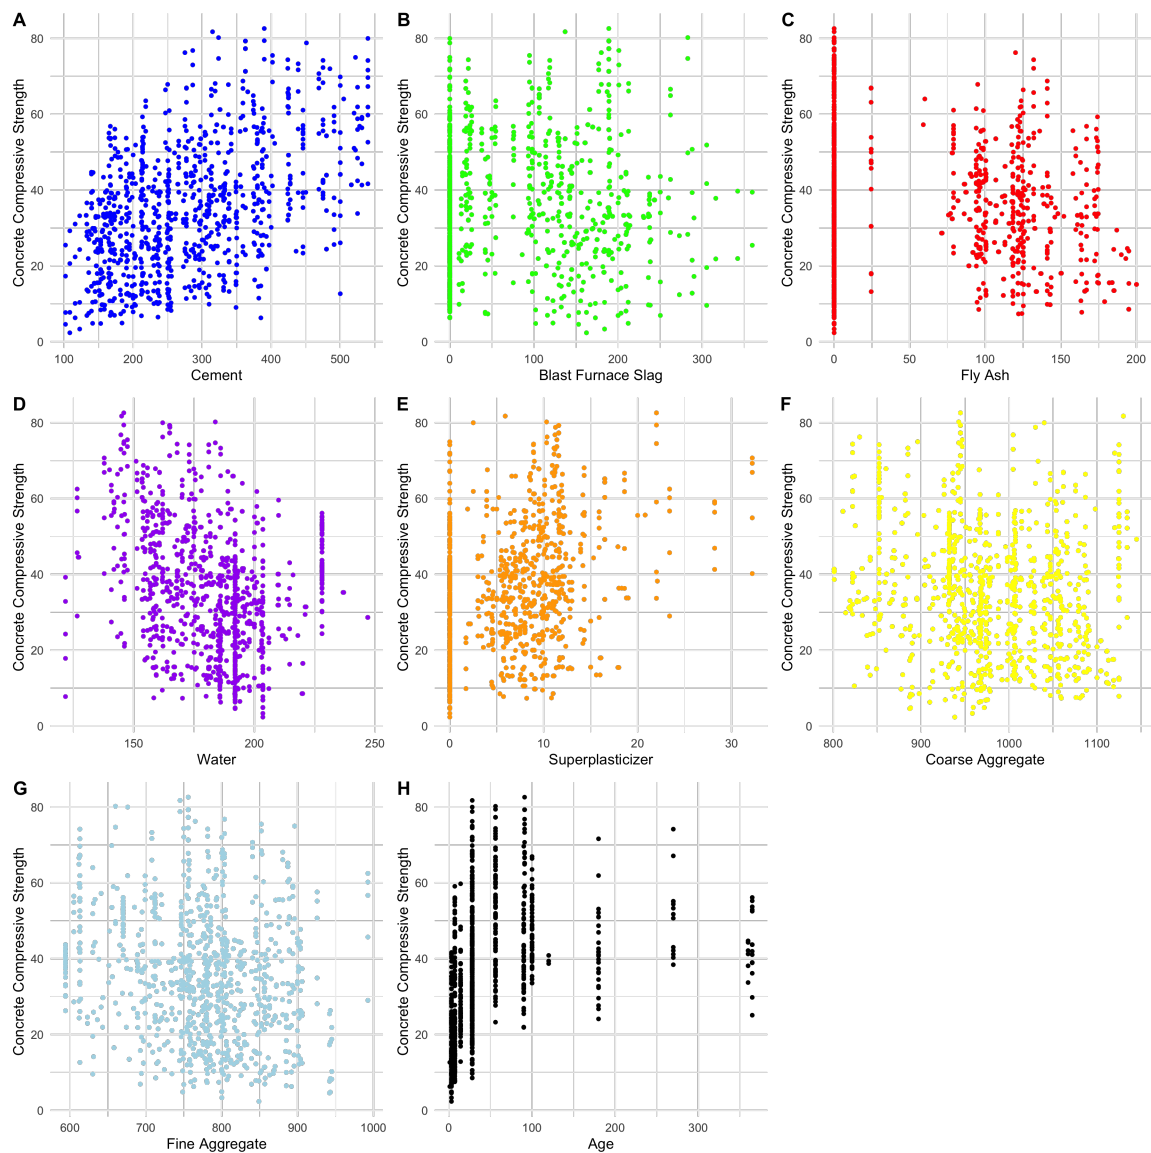 A
Concrete Compressive Strength
80
60
40
20
0
100 200 300 400 500
Cement
B
Concrete Compressive Strength
80
60
40
20
0
0 100 200 300
Blast Furnace Slag
C
Concrete Compressive Strength
80
60
40
20
0
0 50 100 150 200
Fly Ash
D
Concrete Compressive Strength
80
60
40
20
0
150 200 250
Water
E
Concrete Compressive Strength
80
60
40
20
0
0 10 20 30
Superplasticizer
F
Concrete Compressive Strength
80
60
40
20
0
800 900 1000 1100
Coarse Aggregate
G
Concrete Compressive Strength
80
60
40
20
0
600 700 800 900 1000
Fine Aggregate
H
Concrete Compressive Strength
80
60
40
20
0
0 100 200 300
Age